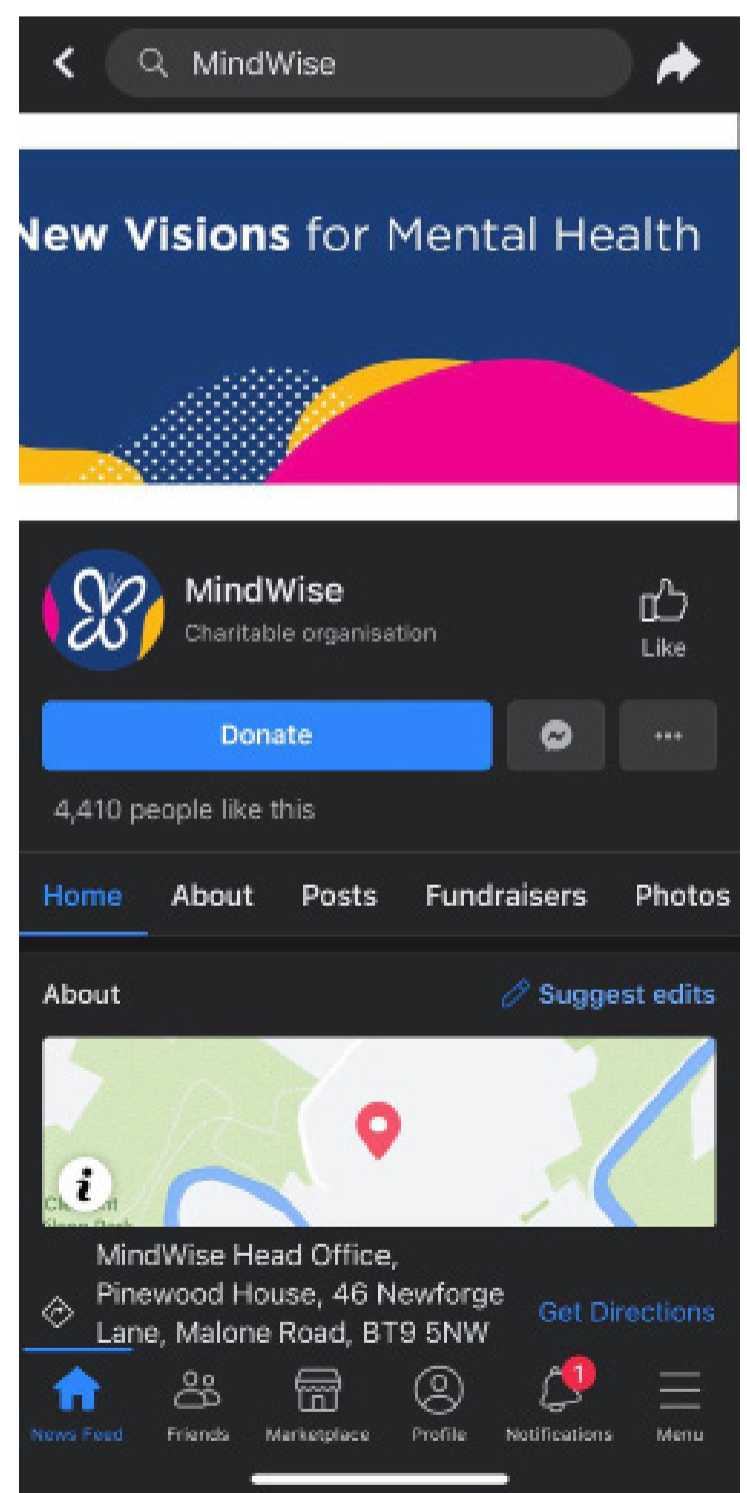 MindWise
New Visions for Mental Health
MindWise
Charitable organisation
Like
Donate
4,410 people like this
Home About Posts Fundraisers Photos
About Suggest edits
MindWise Head Office,
Pinewood House, 46 Newforge
Lane, Malone Road, BT9 5NW
Get Directions
1
News Feed Friends Marketplace Profile Notifications Menu